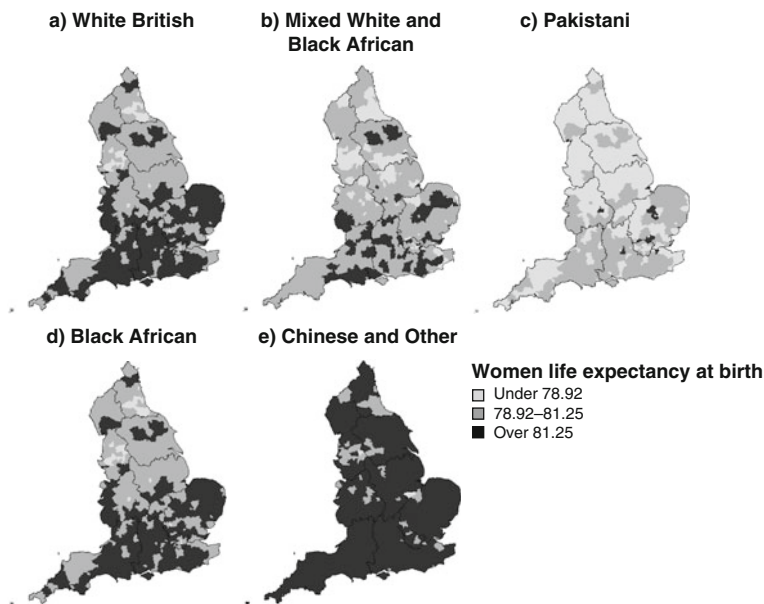 a) White British
b) Mixed White and
Black African
c) Pakistani
d) Black African
e) Chinese and Other
Women life expectancy at birth
Under 78.92
78.92–81.25
Over 81.25